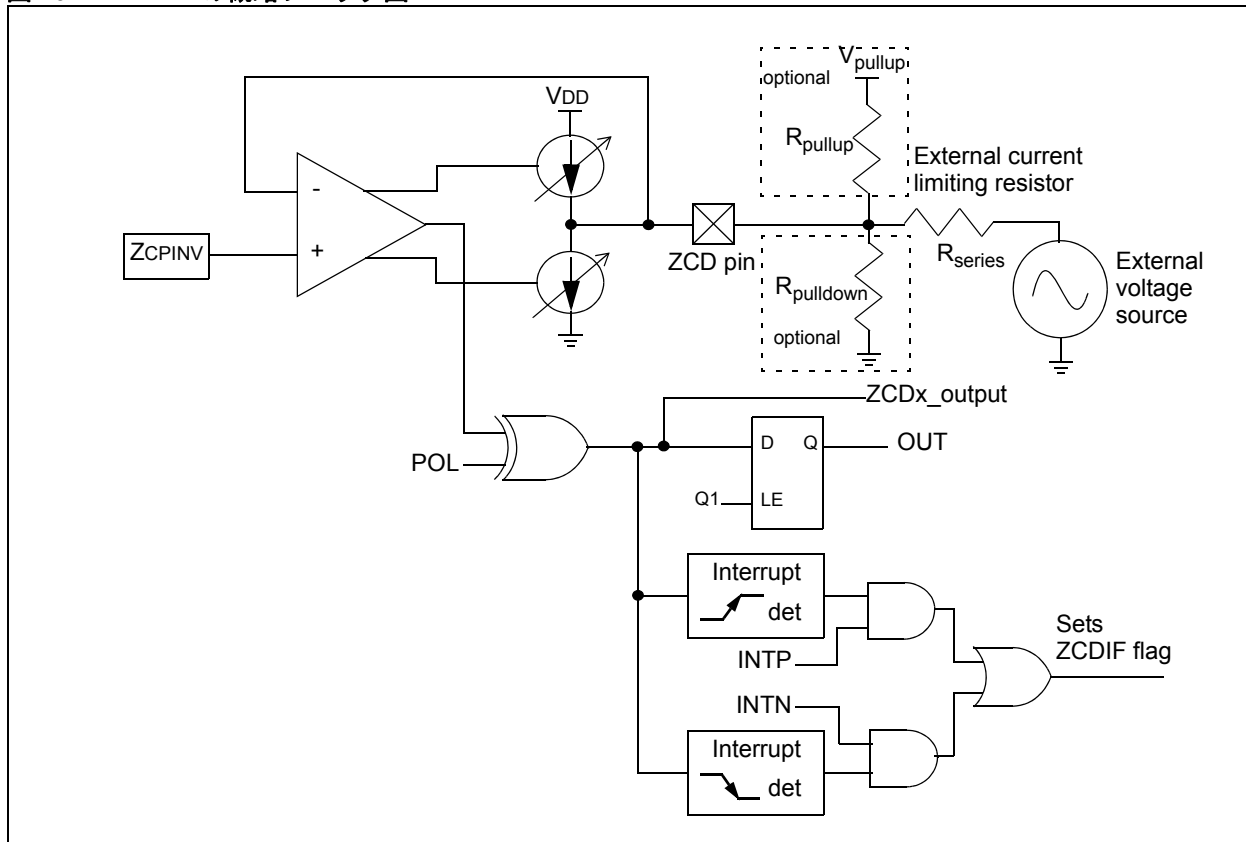 optional
Vpullup
VDD
Rpullup
External current
limiting resistor
-
+
ZCPINV
ZCD pin
Rseries
Rpulldown
optional
External
voltage
source
ZCDx_output
POL
D Q
OUT
Q1
LE
Interrupt
det
INTP
Sets
ZCDIF flag
INTN
Interrupt
det